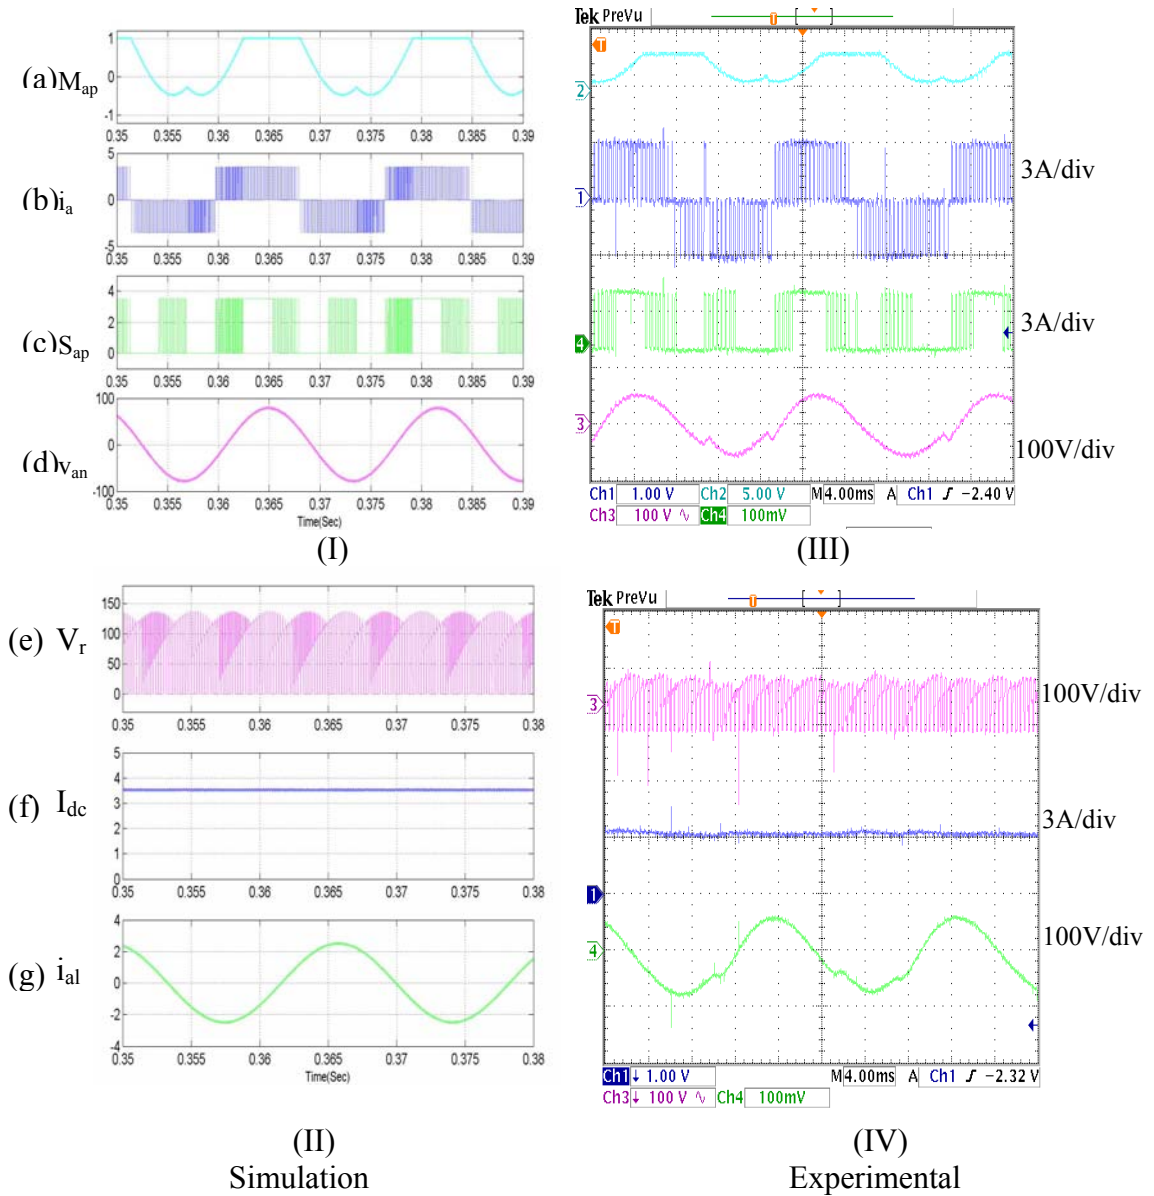 (a) Map
1
0
-1
0.35 0.355 0.36 0.365 0.37 0.375 0.38 0.385 0.39
(b) ia
5
0
-5
0.35 0.355 0.36 0.365 0.37 0.375 0.38 0.385 0.39
(c) Sap
4
2
0
0.35 0.355 0.36 0.365 0.37 0.375 0.38 0.385 0.39
(d) van
100
0
-100
0.35 0.355 0.36 0.365 0.37 0.375 0.38 0.385 0.39
Time(Sec)
(I)
Tek PreVu
T
T
2
1
4
3
3A/div
3A/div
100V/div
Ch1 1.00 V Ch2 5.00 V M 4.00ms A Ch1 ∫ −2.40 V
Ch3 100 V ∿ Ch4 100mV
(III)
(e) Vr
150
100
50
0
0.35 0.355 0.36 0.365 0.37 0.375 0.38
(f) Idc
5
4
3
2
1
0
0.35 0.355 0.36 0.365 0.37 0.375 0.38
(g) ial
4
2
0
-2
-4
0.35 0.355 0.36 0.365 0.37 0.375 0.38
Time(Sec)
(II)
Simulation
Tek PreVu
T
T
3
1
4
100V/div
3A/div
100V/div
Ch1 ↓ 1.00 V M 4.00ms A Ch1 ∫ −2.32 V
Ch3 ↓ 100 V ∿ Ch4 100mV
(IV)
Experimental